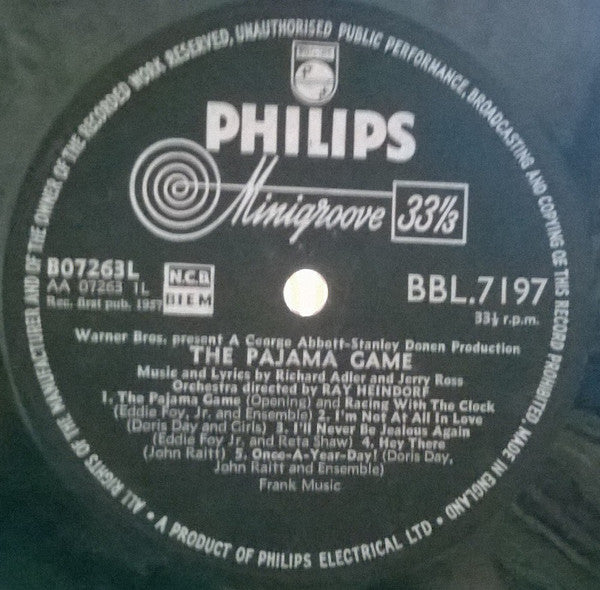 ALL RIGHTS OF THE MANUFACTURER AND OF THE OWNER OF THE RECORDED WORK RESERVED, UNAUTHORISED PUBLIC PERFORMANCE, BROADCASTING AND COPYING OF THIS RECORD PROHIBITED. MADE IN ENGLAND
PHILIPS
PHILIPS
Minigroove 33⅓
B07263L
AA 07263 1L
Rec. first pub. 1957
N.C.B
BIEM
BBL.7197
33⅓ r.p.m.
Warner Bros. present A George Abbott-Stanley Donen Production
THE PAJAMA GAME
Music and Lyrics by Richard Adler and Jerry Ross
Orchestra directed by RAY HEINDORF
1. The Pajama Game (Opening) and Racing With The Clock
(Eddie Foy, Jr. and Ensemble) 2. I'm Not At All In Love
(Doris Day and Girls) 3. I'll Never Be Jealous Again
(Eddie Foy, Jr. and Reta Shaw) 4. Hey There
(John Raitt) 5. Once-A-Year-Day! (Doris Day,
John Raitt and Ensemble)
Frank Music
• A PRODUCT OF PHILIPS ELECTRICAL LTD •